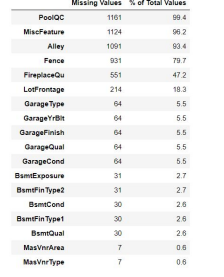 Missing Values % of Total Values
PoolQC 1161 99.4
MiscFeature 1124 96.2
Alley 1091 93.4
Fence 931 79.7
FireplaceQu 551 47.2
LotFrontage 214 18.3
GarageType 64 5.5
GarageYrBlt 64 5.5
GarageFinish 64 5.5
GarageQual 64 5.5
GarageCond 64 5.5
BsmtExposure 31 2.7
BsmtFinType2 31 2.7
BsmtCond 30 2.6
BsmtFinType1 30 2.6
BsmtQual 30 2.6
MasVnrArea 7 0.6
MasVnrType 7 0.6